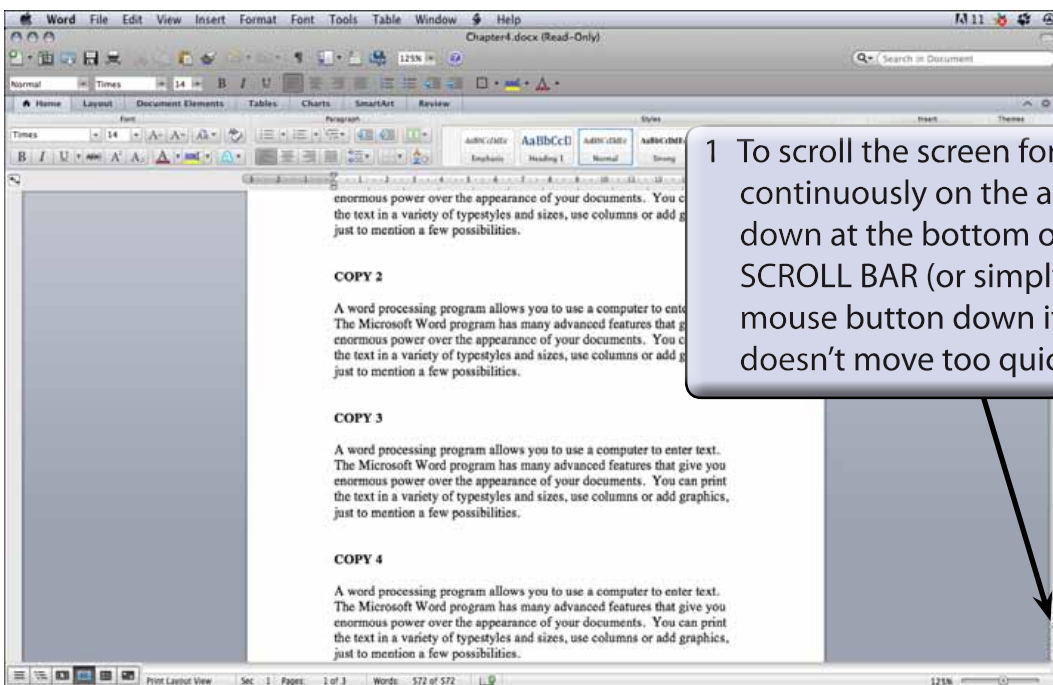 Word File Edit View Insert Format Font Tools Table Window Help 11
Chapter4.docx (Read-Only)
125% Search in Document
Normal Times 14 B I U
Home Layout Document Elements Tables Charts SmartArt Review
Font Paragraph Styles Insert Themes
Times 14 AaBbCcDdEe AaBbCcD AaBbCcDdEe AaBbCcDdE
B I U ABC Emphasis Heading 1 Normal Strong
enormous power over the appearance of your documents. You c
the text in a variety of typestyles and sizes, use columns or add g
just to mention a few possibilities.
COPY 2
A word processing program allows you to use a computer to ente
The Microsoft Word program has many advanced features that g
enormous power over the appearance of your documents. You c
the text in a variety of typestyles and sizes, use columns or add g
just to mention a few possibilities.
COPY 3
A word processing program allows you to use a computer to enter text.
The Microsoft Word program has many advanced features that give you
enormous power over the appearance of your documents. You can print
the text in a variety of typestyles and sizes, use columns or add graphics,
just to mention a few possibilities.
COPY 4
A word processing program allows you to use a computer to enter text.
The Microsoft Word program has many advanced features that give you
enormous power over the appearance of your documents. You can print
the text in a variety of typestyles and sizes, use columns or add graphics,
just to mention a few possibilities.
1 To scroll the screen for
continuously on the a
down at the bottom o
SCROLL BAR (or simpl
mouse button down i
doesn't move too quic
Print Layout View Sec 1 Pages: 1 of 3 Words: 572 of 572 125%